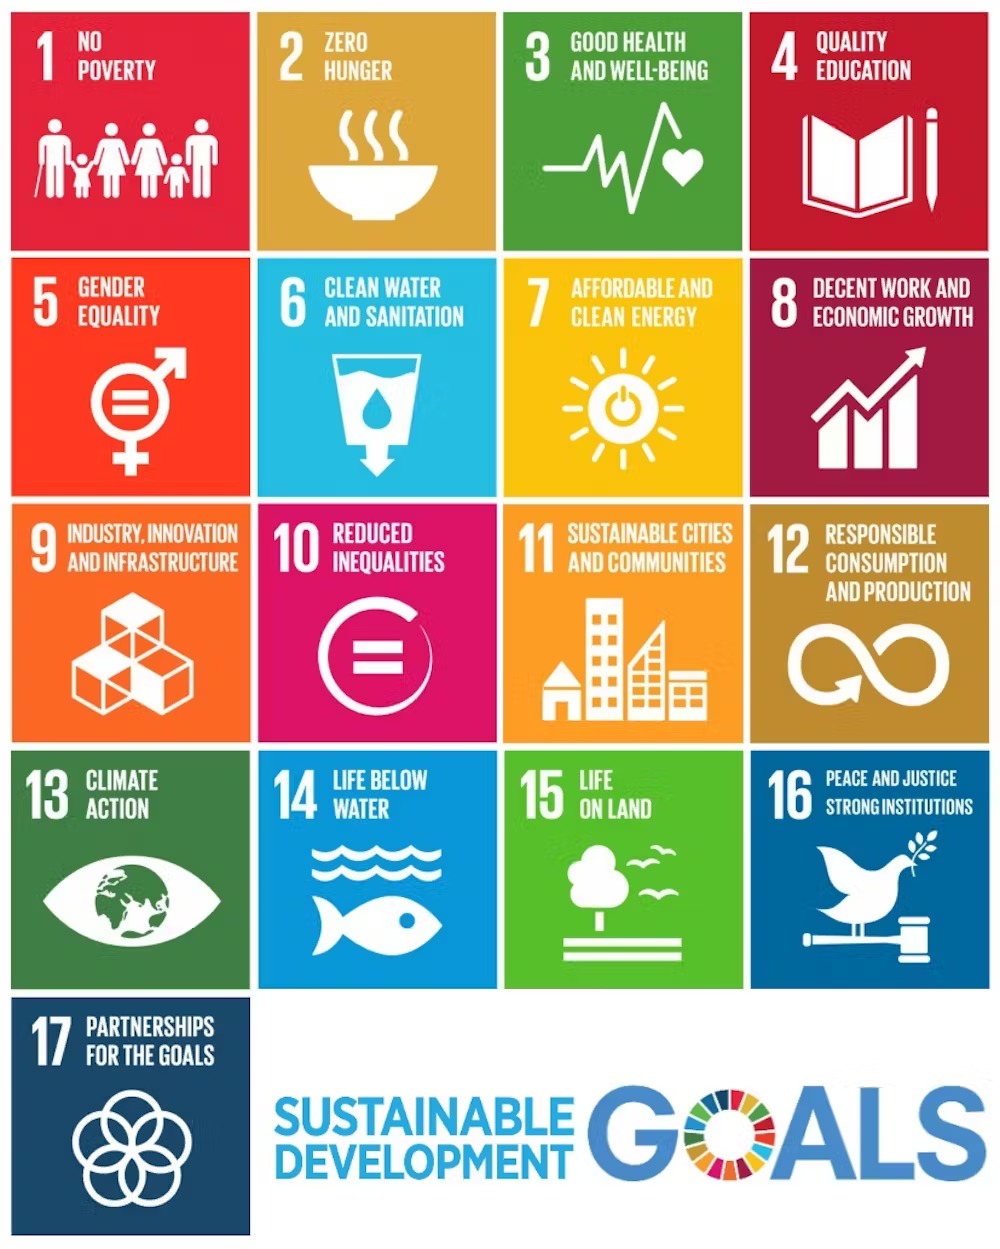 1 NO
POVERTY
2 ZERO
HUNGER
3 GOOD HEALTH
AND WELL-BEING
4 QUALITY
EDUCATION
5 GENDER
EQUALITY
6 CLEAN WATER
AND SANITATION
7 AFFORDABLE AND
CLEAN ENERGY
8 DECENT WORK AND
ECONOMIC GROWTH
9 INDUSTRY, INNOVATION
AND INFRASTRUCTURE
10 REDUCED
INEQUALITIES
11 SUSTAINABLE CITIES
AND COMMUNITIES
12 RESPONSIBLE
CONSUMPTION
AND PRODUCTION
13 CLIMATE
ACTION
14 LIFE BELOW
WATER
15 LIFE
ON LAND
16 PEACE AND JUSTICE
STRONG INSTITUTIONS
17 PARTNERSHIPS
FOR THE GOALS
SUSTAINABLE
DEVELOPMENT
GOALS